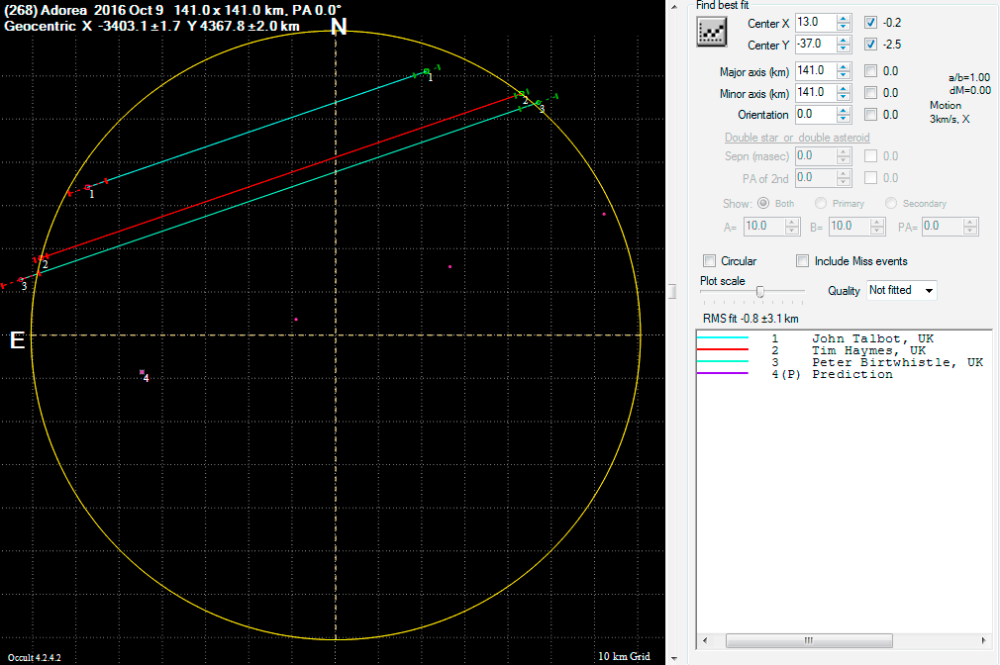 (268) Adorea 2016 Oct 9 141.0 x 141.0 km, PA 0.0°
Geocentric X -3403.1 ±1.7 Y 4367.8 ±2.0 km
N
1
2
3
1
2
3
E
4
Occult 4.2.4.2
10 km Grid
Find best fit
Center X 13.0 -0.2
Center Y -37.0 -2.5
Major axis (km) 141.0 0.0
Minor axis (km) 141.0 0.0
Orientation 0.0 0.0
a/b=1.00
dM=0.00
Motion
3km/s, X
Double star or double asteroid
Sepn (masec) 0.0 0.0
PA of 2nd 0.0 0.0
Show: Both Primary Secondary
A= 10.0 B= 10.0 PA= 0.0
Circular Include Miss events
Plot scale
Quality Not fitted
RMS fit -0.8 ±3.1 km
1 John Talbot, UK
2 Tim Haymes, UK
3 Peter Birtwhistle, UK
4(P) Prediction